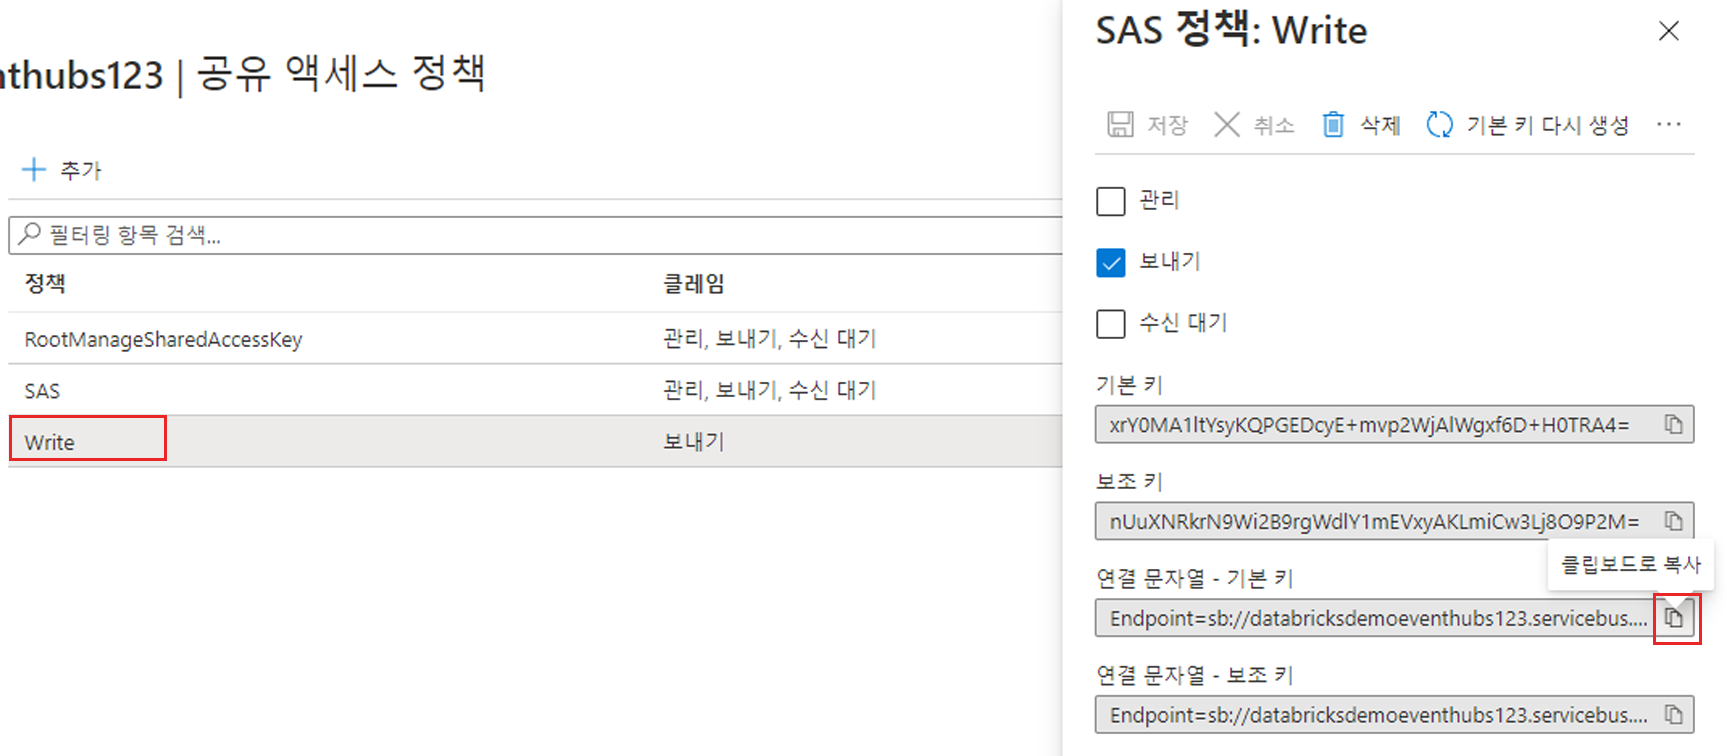 nthubs123 | 공유 액세스 정책
추가
필터링 항목 검색...
정책 클레임
RootManageSharedAccessKey 관리, 보내기, 수신 대기
SAS 관리, 보내기, 수신 대기
Write 보내기
SAS 정책: Write
저장 취소 삭제 기본 키 다시 생성 ...
관리
보내기
수신 대기
기본 키
xrY0MA1ltYsyKQPGEDcyE+mvp2WjAlWgxf6D+H0TRA4=
보조 키
nUuXNRkrN9Wi2B9rgWdlY1mEVxyAKLmiCw3Lj8O9P2M=
클립보드로 복사
연결 문자열 - 기본 키
Endpoint=sb://databricksdemoeventhubs123.servicebus....
연결 문자열 - 보조 키
Endpoint=sb://databricksdemoeventhubs123.servicebus....